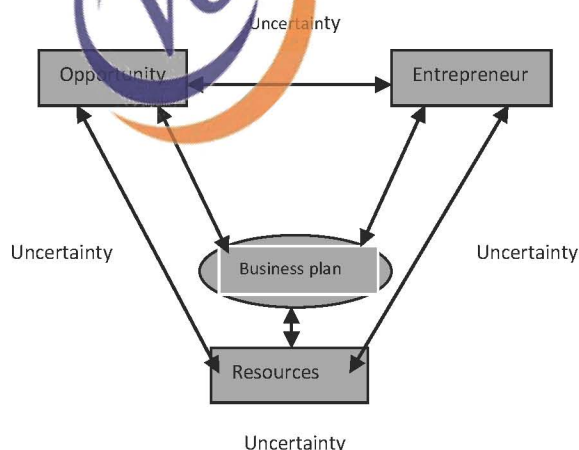 Uncertainty
Opportunity
Entrepreneur
Uncertainty
Uncertainty
Business plan
Resources
Uncertainty